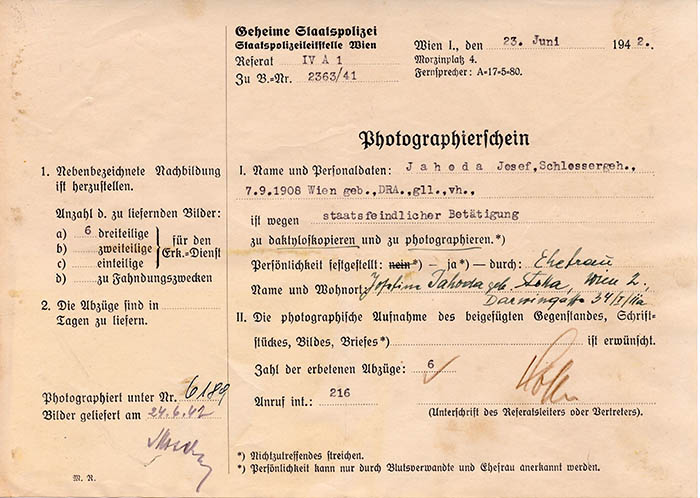 Geheime Staatspolizei
Staatspolizeileitstelle Wien
Referat IV A 1
Zu B.-Nr. 2363/41
Wien I., den 23. Juni 1942.
Morzinplatz 4.
Fernsprecher: A-17-5-80.
Photographierschein
1. Nebenbezeichnete Nachbildung
ist herzustellen.
Anzahl d. zu liefernden Bilder:
a) 6 dreiteilige
b) zweiteilige
c) einteilige
für den
Erk.-Dienst
d) zu Fahndungszwecken
2. Die Abzüge sind in
Tagen zu liefern.
Photographiert unter Nr. 6189
Bilder geliefert am 24.6.42
M. N.
I. Name und Personaldaten: Jahoda Josef, Schlossergeh.,
7.9.1908 Wien geb., DRA., gll., vh.,
ist wegen staatsfeindlicher Betätigung
zu daktyloskopieren und zu photographieren.*)
Persönlichkeit festgestellt: nein*) — ja*) — durch: Ehefrau
Name und Wohnort: Josefine Jahoda geb. Wien 2.,
Darwingasse 34/I/11a
II. Die photographische Aufnahme des beigefügten Gegenstandes, Schrift-
stückes, Bildes, Briefes*) ist erwünscht.
Zahl der erbetenen Abzüge: 6
Anruf int.: 216
(Unterschrift des Referatsleiters oder Vertreters).
*) Nichtzutreffendes streichen.
*) Persönlichkeit kann nur durch Blutsverwandte und Ehefrau anerkannt werden.